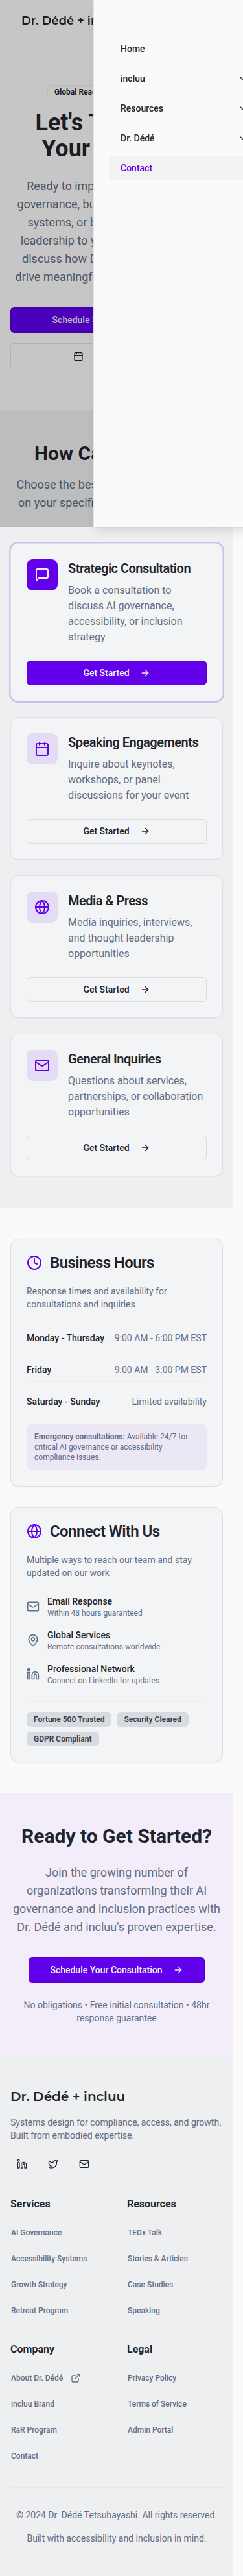 Dr. Dédé + in
Home
incluu
Resources
Dr. Dédé
Contact
Global Rea
Let's T
Your
Ready to imp
governance, bu
systems, or b
leadership to y
discuss how D
drive meaningf
Schedule
How Ca
Choose the bes
on your specifi
Strategic Consultation
Book a consultation to
discuss AI governance,
accessibility, or inclusion
strategy
Get Started
Speaking Engagements
Inquire about keynotes,
workshops, or panel
discussions for your event
Get Started
Media & Press
Media inquiries, interviews,
and thought leadership
opportunities
Get Started
General Inquiries
Questions about services,
partnerships, or collaboration
opportunities
Get Started
Business Hours
Response times and availability for
consultations and inquiries
Monday - Thursday 9:00 AM - 6:00 PM EST
Friday 9:00 AM - 3:00 PM EST
Saturday - Sunday Limited availability
Emergency consultations: Available 24/7 for
critical AI governance or accessibility
compliance issues.
Connect With Us
Multiple ways to reach our team and stay
updated on our work
Email Response
Within 48 hours guaranteed
Global Services
Remote consultations worldwide
Professional Network
Connect on LinkedIn for updates
Fortune 500 Trusted Security Cleared
GDPR Compliant
Ready to Get Started?
Join the growing number of
organizations transforming their AI
governance and inclusion practices with
Dr. Dédé and incluu's proven expertise.
Schedule Your Consultation
No obligations • Free initial consultation • 48hr
response guarantee
Dr. Dédé + incluu
Systems design for compliance, access, and growth.
Built from embodied expertise.
Services
AI Governance
Accessibility Systems
Growth Strategy
Retreat Program
Resources
TEDx Talk
Stories & Articles
Case Studies
Speaking
Company
About Dr. Dédé
incluu Brand
RaR Program
Contact
Legal
Privacy Policy
Terms of Service
Admin Portal
© 2024 Dr. Dédé Tetsubayashi. All rights reserved.
Built with accessibility and inclusion in mind.